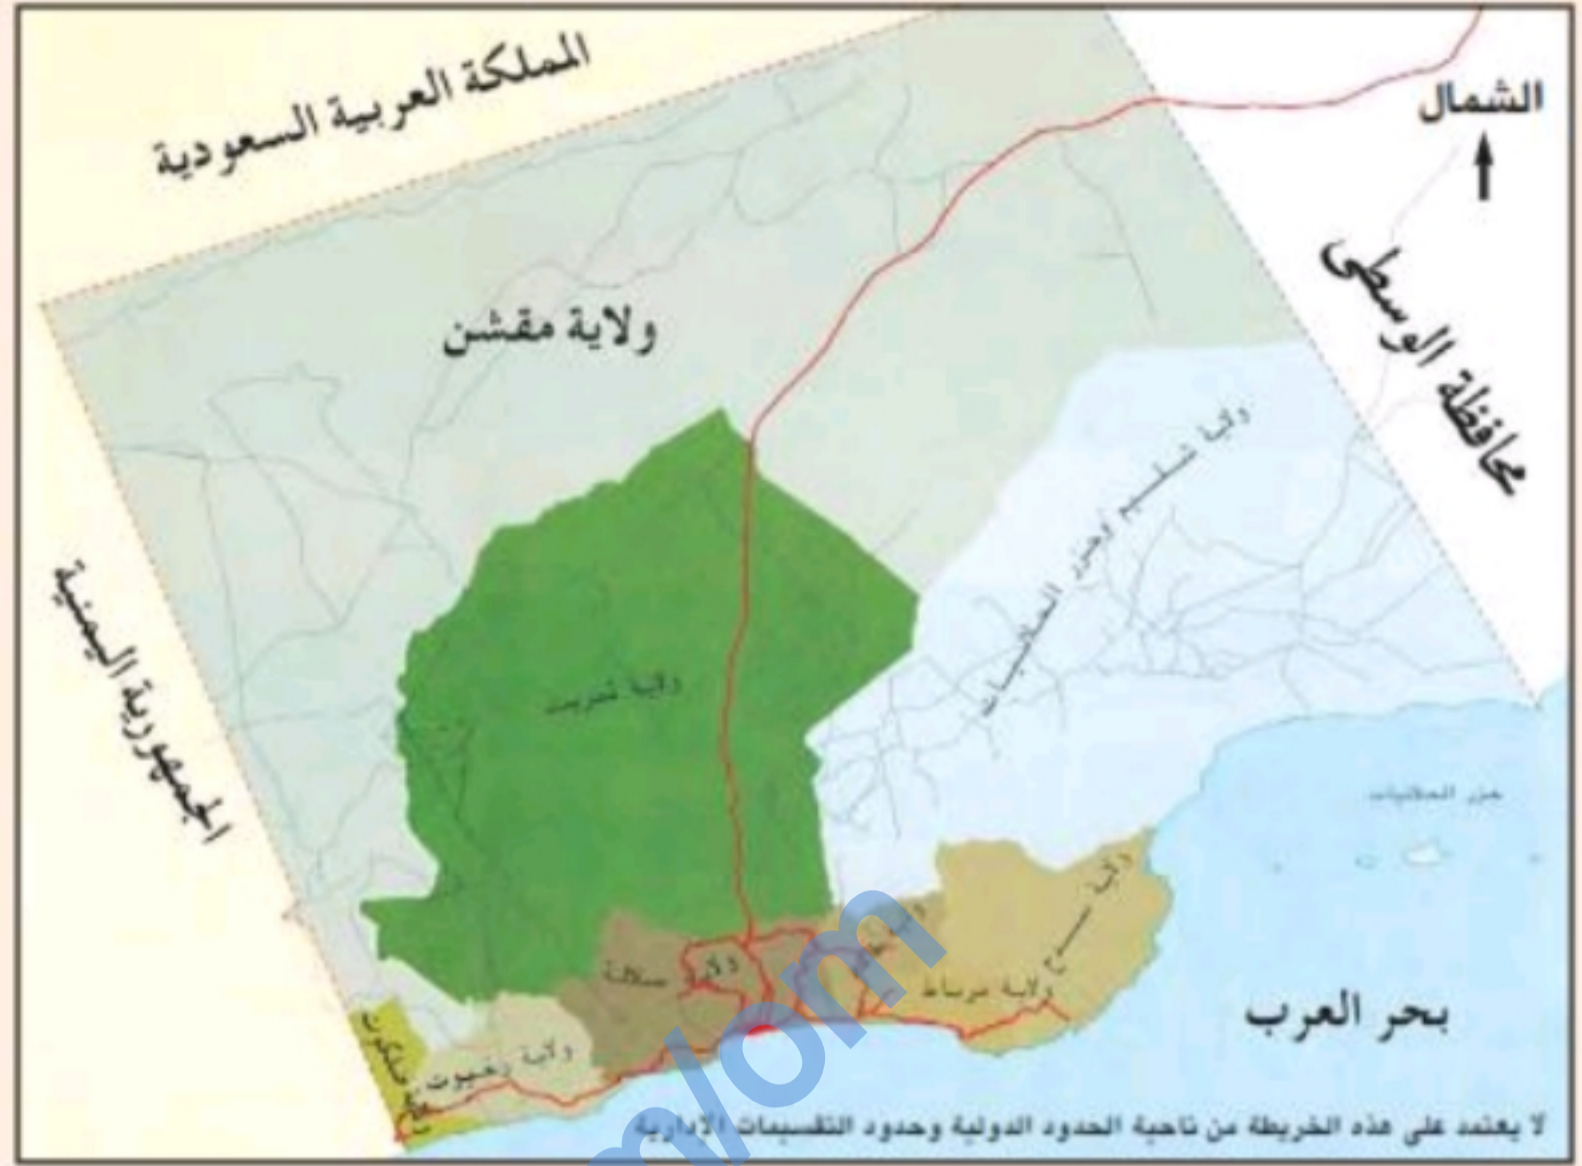 المملكة العربية السعودية
الشمال
محافظة الوسطى
ولاية مقشن
ولاية شليم وجزر الحلانيات
الجمهورية اليمنية
ولاية ثمريت
جزر الحلانيات
ولاية سدح
ولاية
ولاية سلالة
ولاية مرباط
بحر العرب
ولاية رخيوت
ضلكوت
لا يعتمد على هذه الخريطة من ناحية الحدود الدولية وحدود التقسيمات الإدارية
m/om